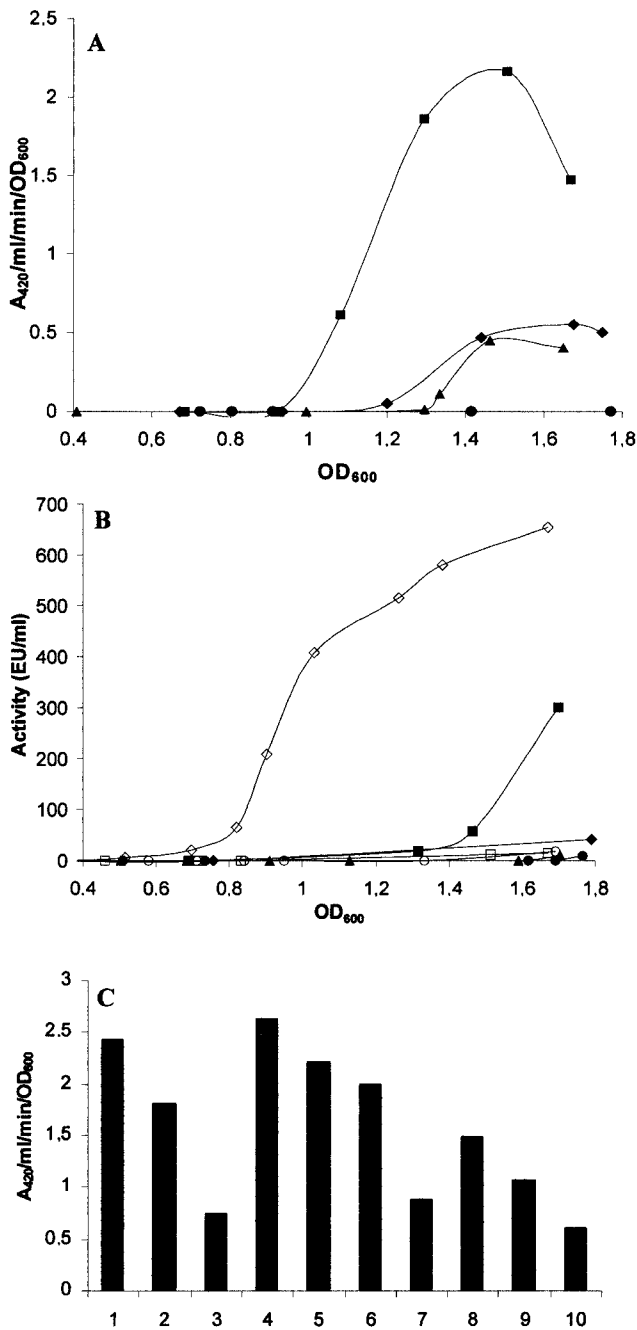 A
2,5
2
1,5
1
0,5
0
A420/ml/min/OD600
0,4 0,6 0,8 1 1,2 1,4 1,6 1,8
OD600
B
700
600
500
400
300
200
100
0
Activity (EU/ml)
0.4 0.6 0.8 1 1,2 1,4 1,6 1,8
OD600
C
3
2.5
2
1.5
1
0.5
0
A420/ml/min/OD600
1 2 3 4 5 6 7 8 9 10